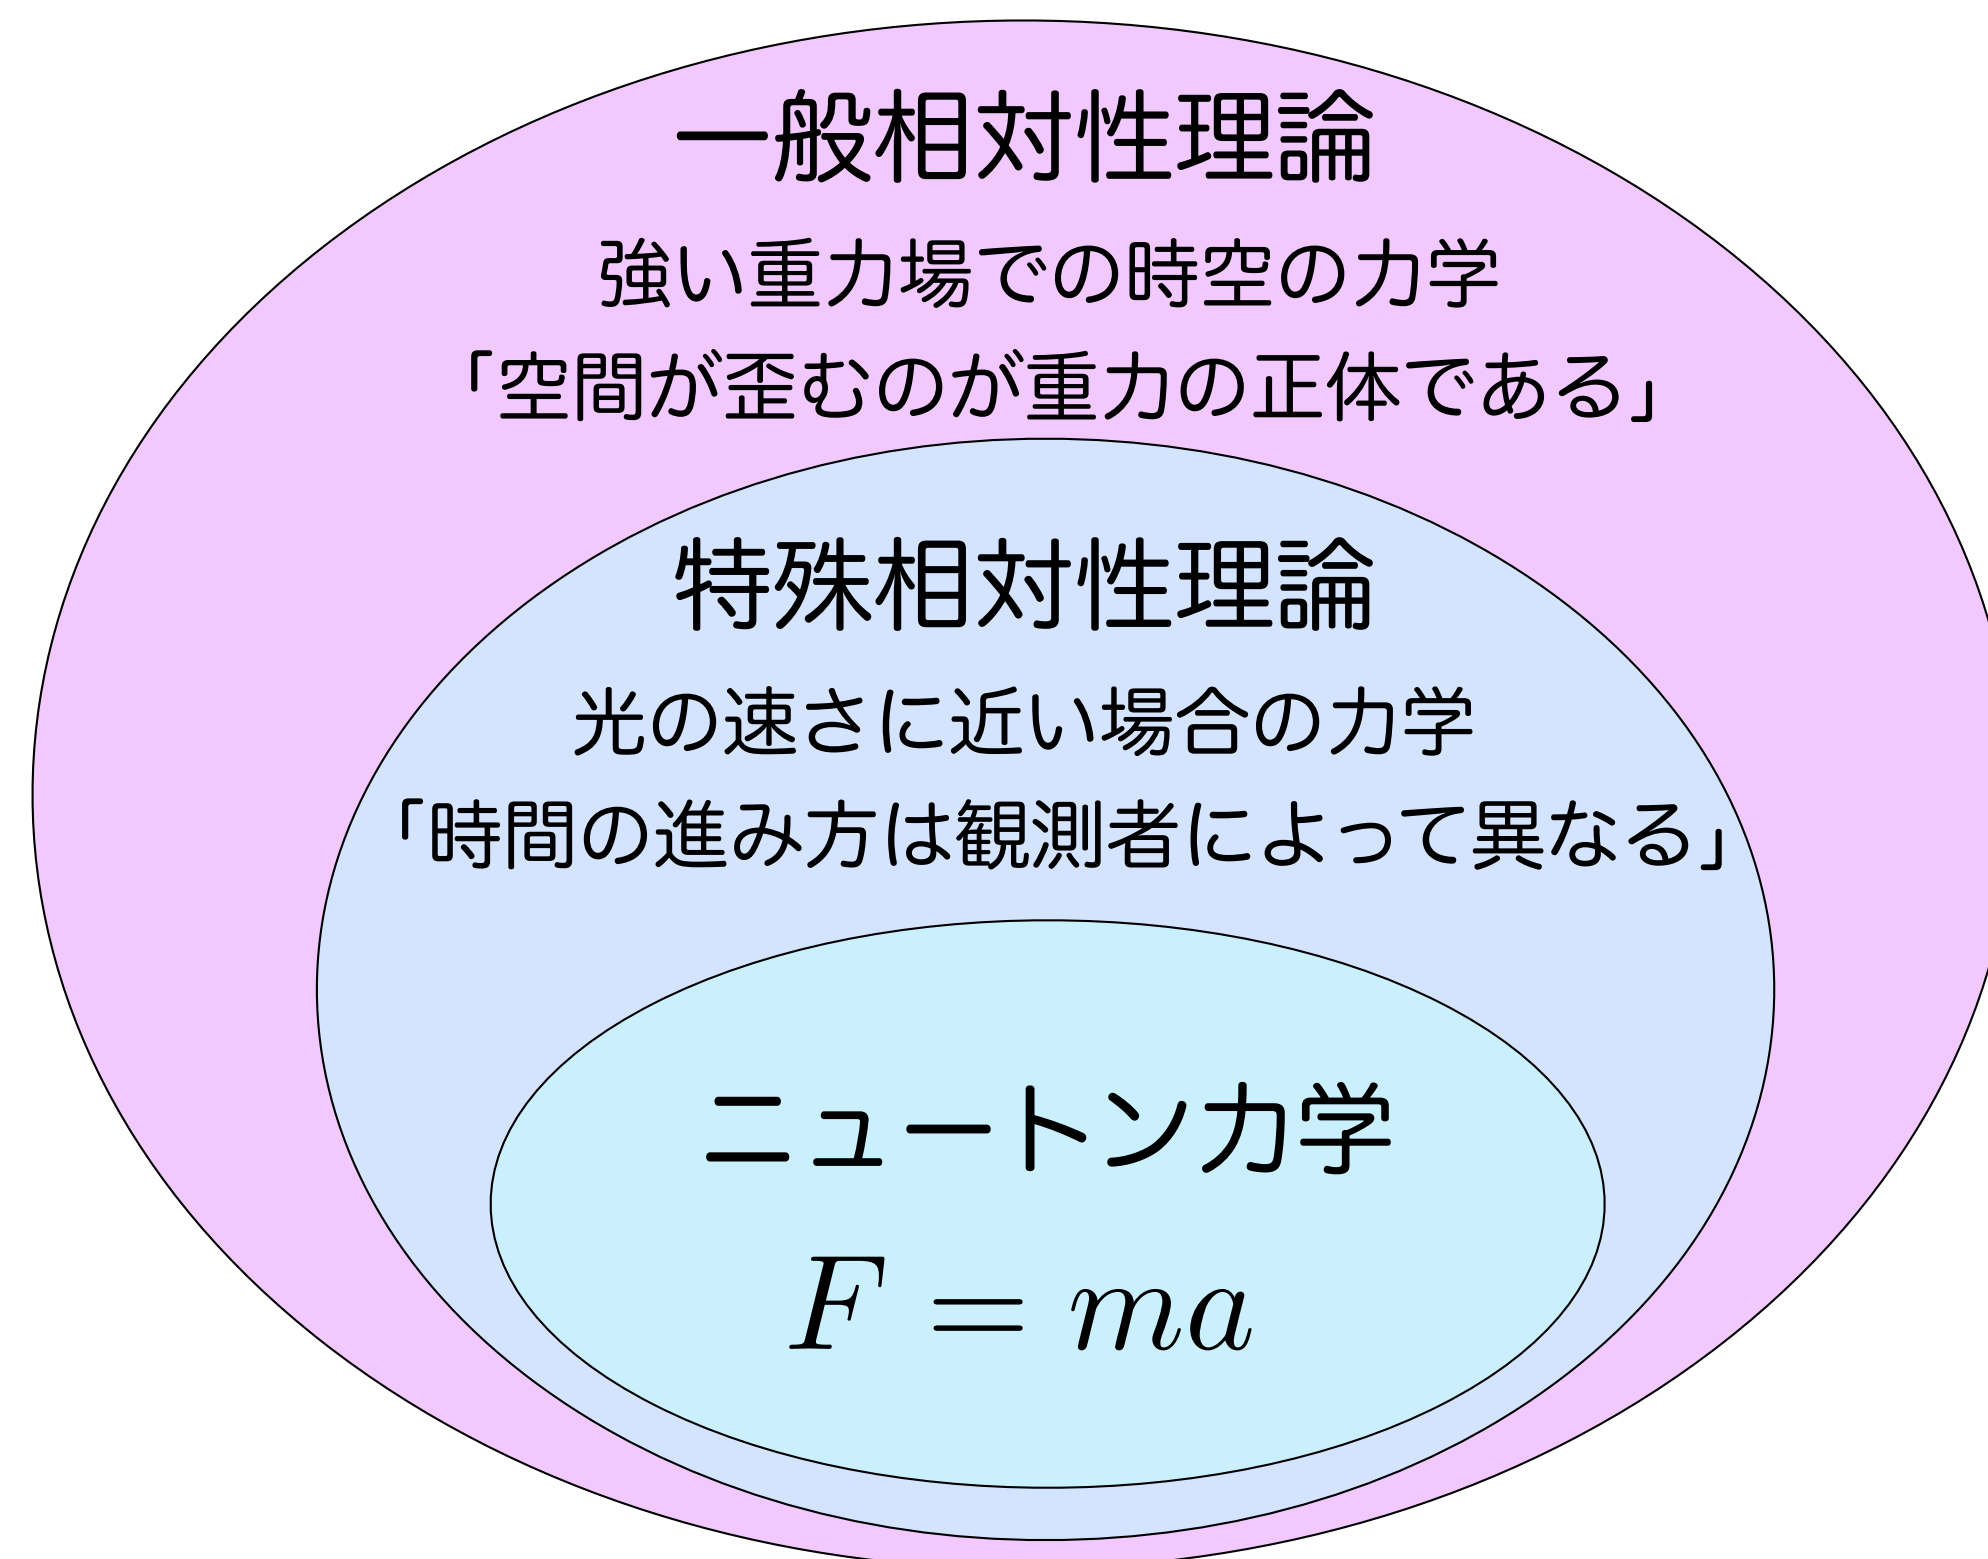 一般相対性理論
強い重力場での時空の力学
「空間が歪むのが重力の正体である」
特殊相対性理論
光の速さに近い場合の力学
「時間の進み方は観測者によって異なる」
ニュートン力学
F = ma